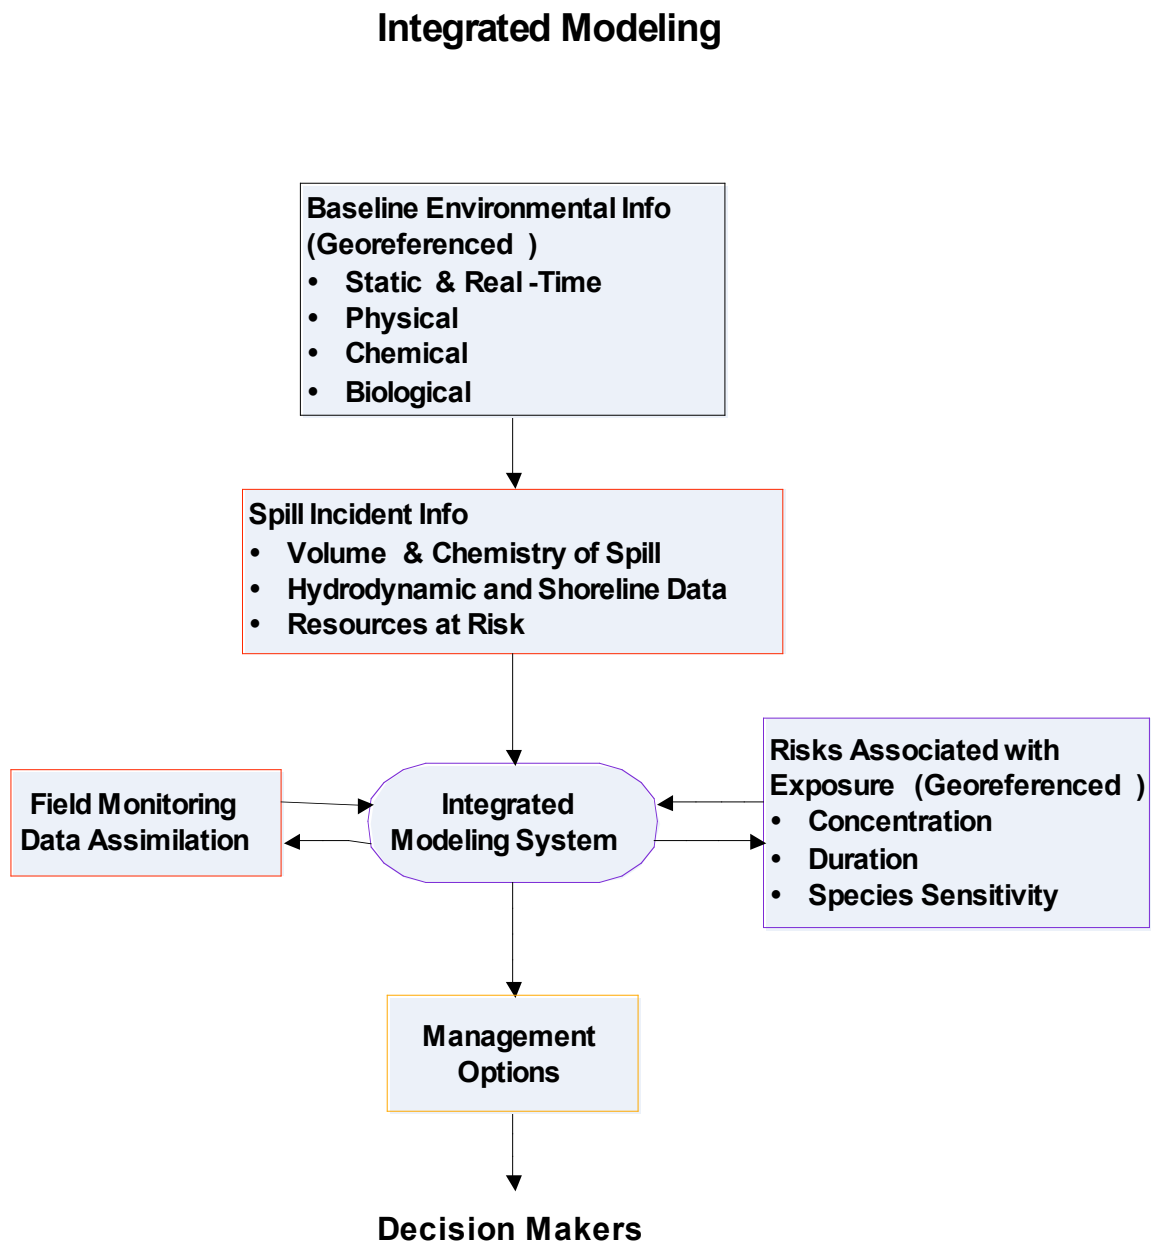 Integrated Modeling
Baseline Environmental Info
(Georeferenced )
• Static & Real -Time
• Physical
• Chemical
• Biological
Spill Incident Info
• Volume & Chemistry of Spill
• Hydrodynamic and Shoreline Data
• Resources at Risk
Field Monitoring
Data Assimilation
Integrated
Modeling System
Risks Associated with
Exposure (Georeferenced )
• Concentration
• Duration
• Species Sensitivity
Management
Options
Decision Makers